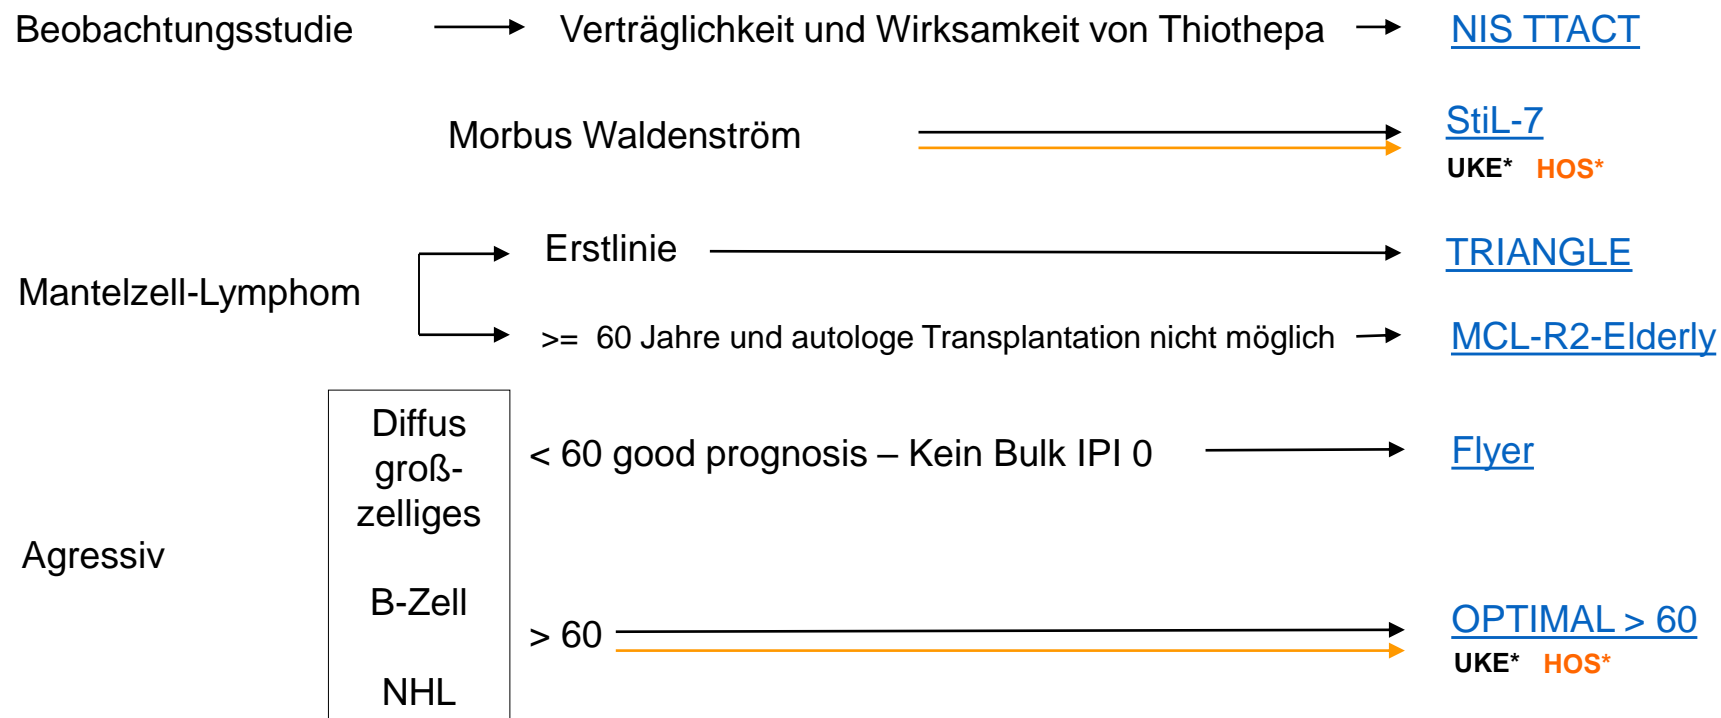 Beobachtungsstudie Verträglichkeit und Wirksamkeit von Thiothepa NIS TTACT
Morbus Waldenström StiL-7
UKE* HOS*
Erstlinie TRIANGLE
Mantelzell-Lymphom
>= 60 Jahre und autologe Transplantation nicht möglich MCL-R2-Elderly
Diffus
groß-
zelliges
< 60 good prognosis – Kein Bulk IPI 0 Flyer
Agressiv
B-Zell
NHL
> 60 OPTIMAL > 60
UKE* HOS*